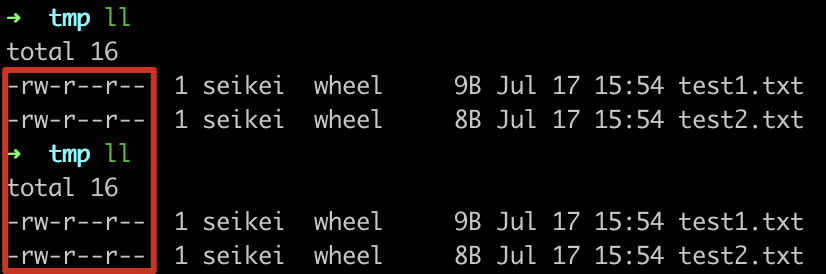 ➜ tmp ll
total 16
-rw-r--r-- 1 seikei wheel 9B Jul 17 15:54 test1.txt
-rw-r--r-- 1 seikei wheel 8B Jul 17 15:54 test2.txt
➜ tmp ll
total 16
-rw-r--r-- 1 seikei wheel 9B Jul 17 15:54 test1.txt
-rw-r--r-- 1 seikei wheel 8B Jul 17 15:54 test2.txt